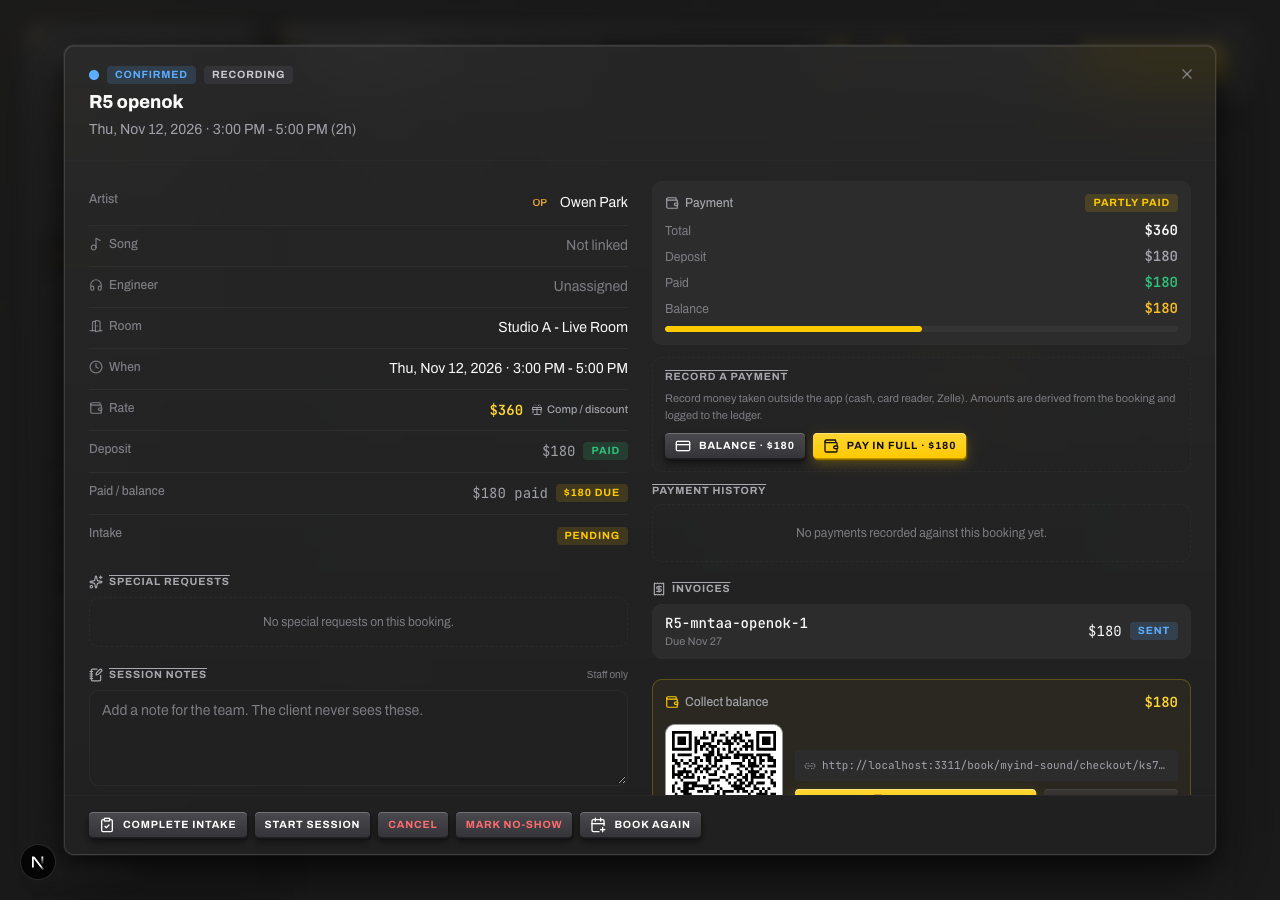 CONFIRMED RECORDING
R5 openok
Thu, Nov 12, 2026 · 3:00 PM - 5:00 PM (2h)
Artist OP Owen Park
Song Not linked
Engineer Unassigned
Room Studio A - Live Room
When Thu, Nov 12, 2026 · 3:00 PM - 5:00 PM
Rate $360 Comp / discount
Deposit $180 PAID
Paid / balance $180 paid $180 DUE
Intake PENDING
SPECIAL REQUESTS
No special requests on this booking.
SESSION NOTES Staff only
Add a note for the team. The client never sees these.
Payment PARTLY PAID
Total $360
Deposit $180
Paid $180
Balance $180
RECORD A PAYMENT
Record money taken outside the app (cash, card reader, Zelle). Amounts are derived from the booking and
logged to the ledger.
BALANCE · $180 PAY IN FULL · $180
PAYMENT HISTORY
No payments recorded against this booking yet.
INVOICES
R5-mntaa-openok-1 $180 SENT
Due Nov 27
Collect balance $180
http://localhost:3311/book/myind-sound/checkout/ks7…
COMPLETE INTAKE START SESSION CANCEL MARK NO-SHOW BOOK AGAIN
N